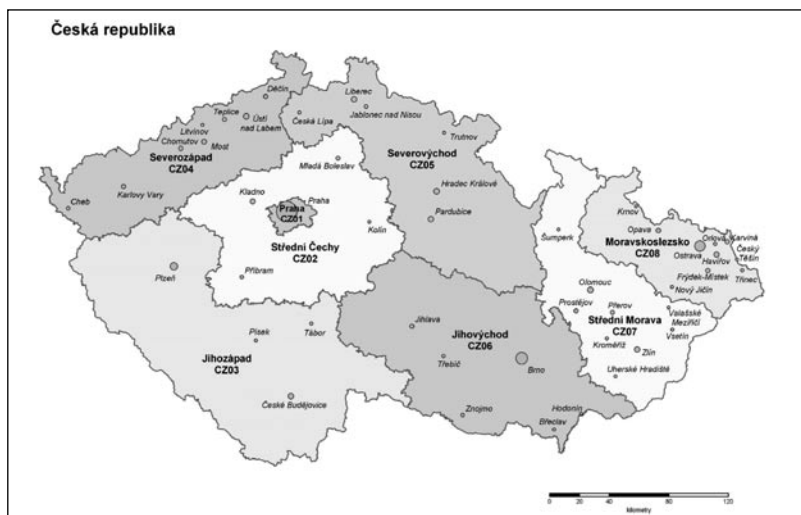 Česká republika
Děčín
Teplice
Ústí
nad Labem
Litvínov
Chomutov
Most
Severozápad
CZ04
Karlovy Vary
Cheb
Liberec
Jablonec nad Nisou
Česká Lípa
Trutnov
Severovýchod
CZ05
Hradec Králové
Pardubice
Mladá Boleslav
Kladno
Praha
CZ01
Praha
Kolín
Střední Čechy
CZ02
Příbram
Plzeň
Písek
Tábor
Jihozápad
CZ03
České Budějovice
Jihlava
Jihovýchod
CZ06
Třebíč
Brno
Znojmo
Hodonín
Břeclav
Šumperk
Olomouc
Prostějov
Přerov
Střední Morava
CZ07
Valašské
Meziříčí
Vsetín
Kroměříž
Zlín
Uherské Hradiště
Krnov
Opava
Moravskoslezsko
CZ08
Orlová
Karviná
Ostrava
Český
Těšín
Havířov
Frýdek-Místek
Třinec
Nový Jičín
0 20 40 80 120
kilometry